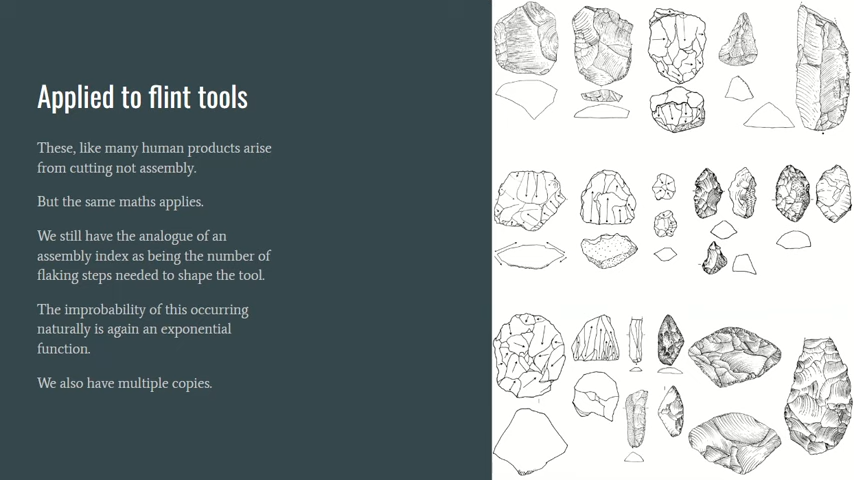 Applied to flint tools
These, like many human products arise
from cutting not assembly.
But the same maths applies.
We still have the analogue of an
assembly index as being the number of
flaking steps needed to shape the tool.
The improbability of this occurring
naturally is again an exponential
function.
We also have multiple copies.